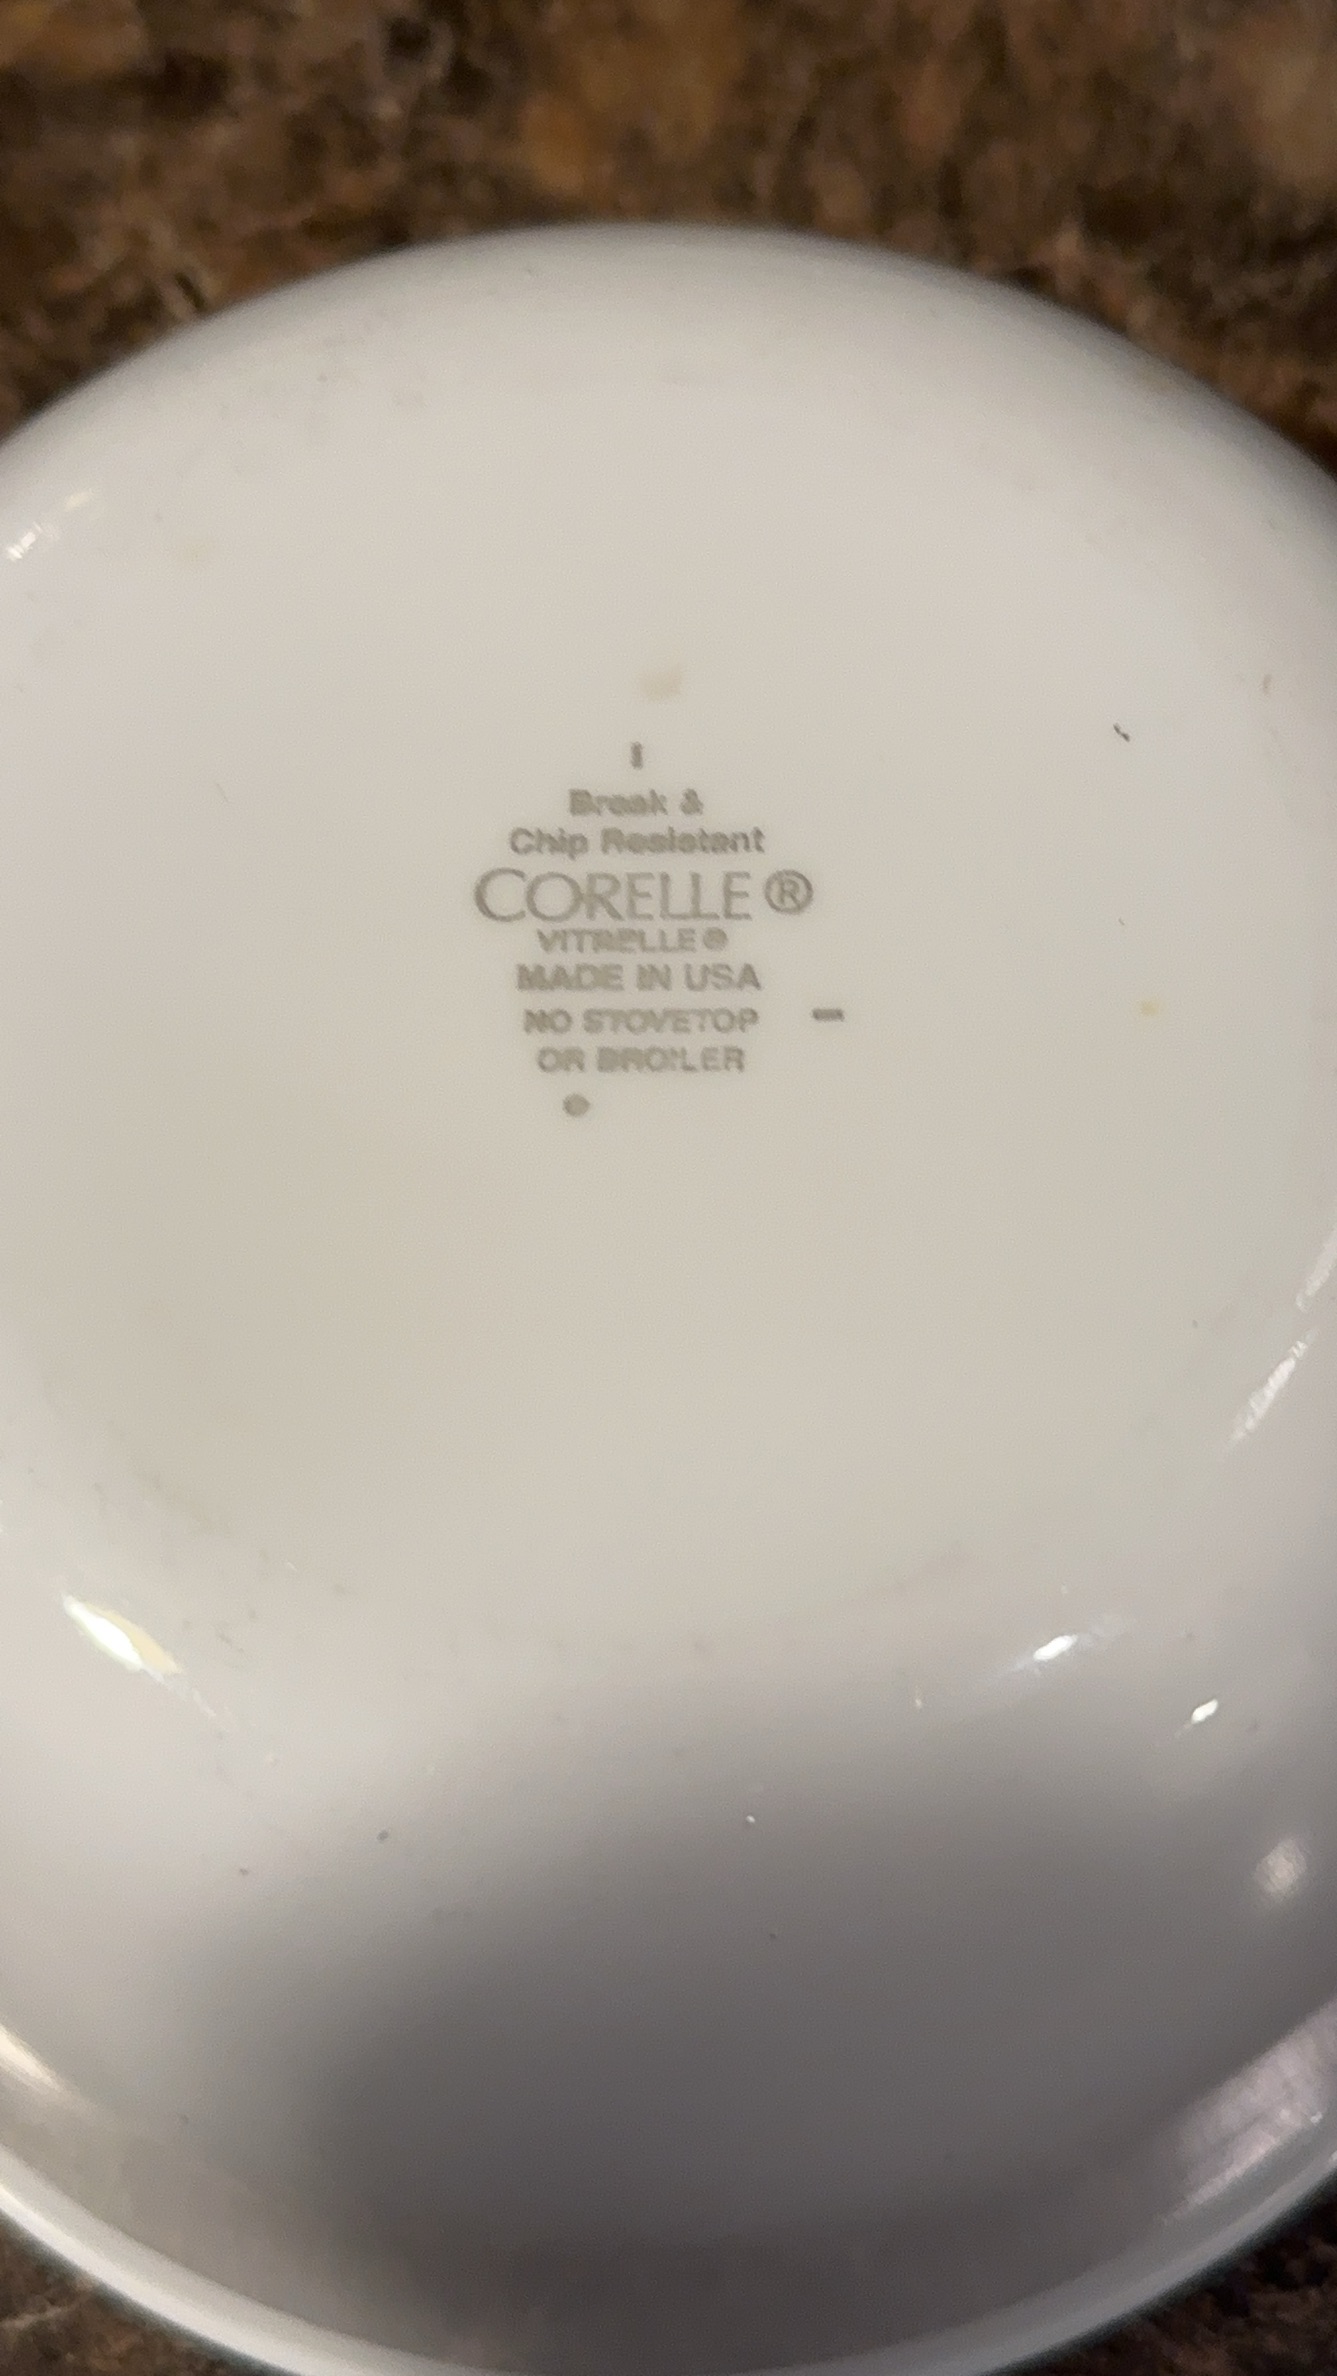 Break &
Chip Resistant
CORELLE®
VITRELLE®
MADE IN USA
NO STOVETOP
OR BROILER